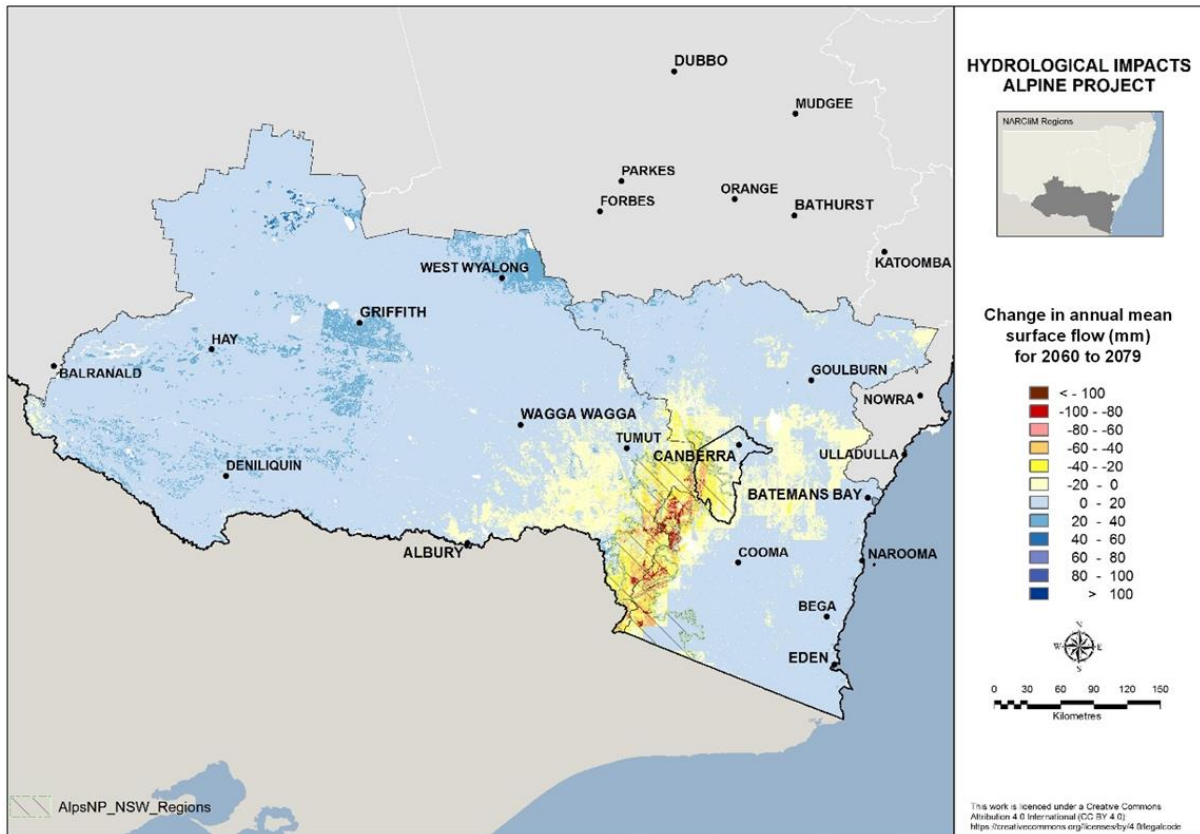 DUBBO
MUDGEE
PARKES
FORBES
ORANGE
BATHURST
KATOOMBA
WEST WYALONG
GRIFFITH
HAY
BALRANALD
GOULBURN
NOWRA
WAGGA WAGGA
TUMUT
CANBERRA
ULLADULLA
DENILIQUIN
BATEMANS BAY
ALBURY
COOMA
NAROOMA
BEGA
EDEN
AlpsNP_NSW_Regions
HYDROLOGICAL IMPACTS
ALPINE PROJECT
NARCliM Regions
Change in annual mean
surface flow (mm)
for 2060 to 2079
< - 100
-100 - -80
-80 - -60
-60 - -40
-40 - -20
-20 - 0
0 - 20
20 - 40
40 - 60
60 - 80
80 - 100
> 100
N
W E
S
0 15 30 60 90 120 150
Kilometres
This work is licenced under a Creative Commons
Attribution 4.0 International (CC BY 4.0)
https://creativecommons.org/licenses/by/4.0/legalcode